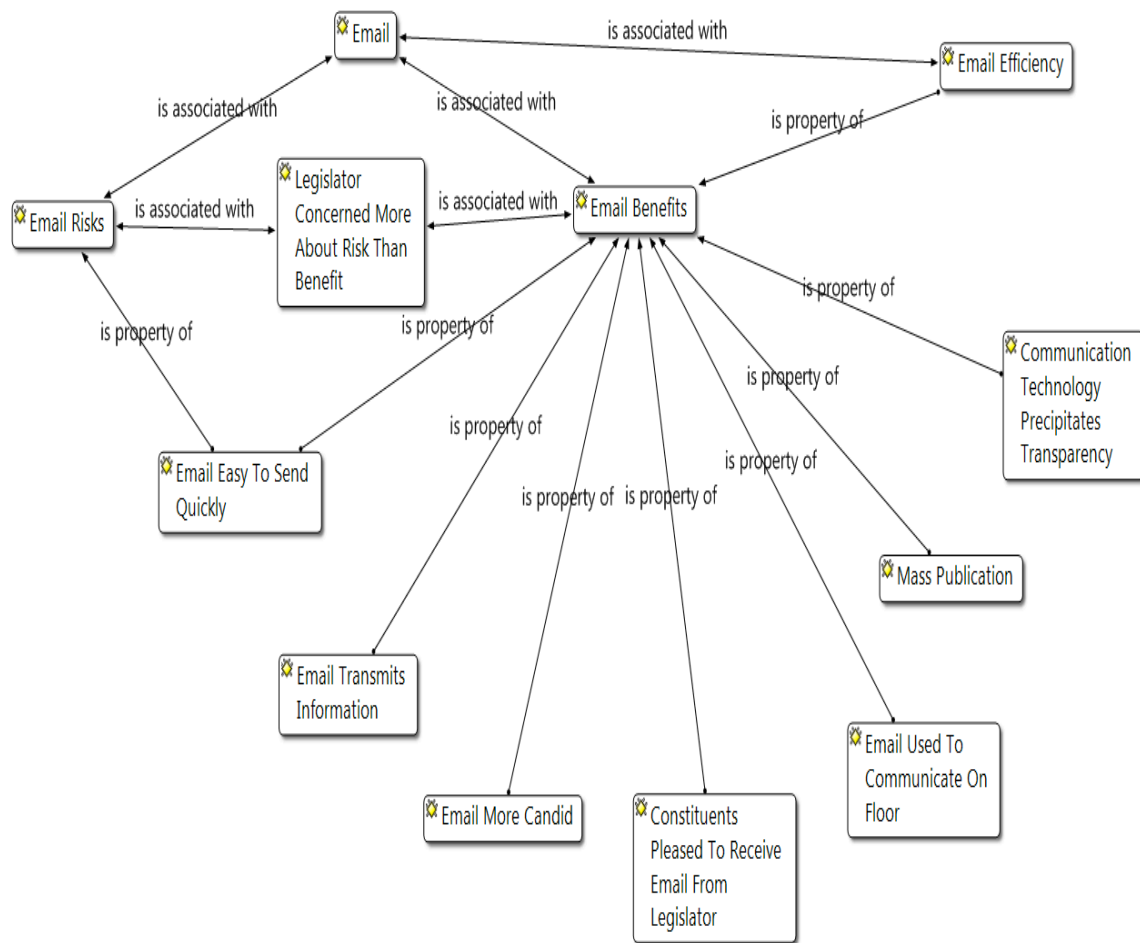 Email
is associated with
Email Efficiency
is associated with
is associated with
is property of
Legislator
Concerned More
About Risk Than
Benefit
Email Risks
is associated with
is associated with
Email Benefits
is property of
is property of
is property of
Communication
Technology
Precipitates
Transparency
is property of
is property of
is property of
is property of
is property of
Email Easy To Send
Quickly
Mass Publication
Email Transmits
Information
Email Used To
Communicate On
Floor
Email More Candid
Constituents
Pleased To Receive
Email From
Legislator